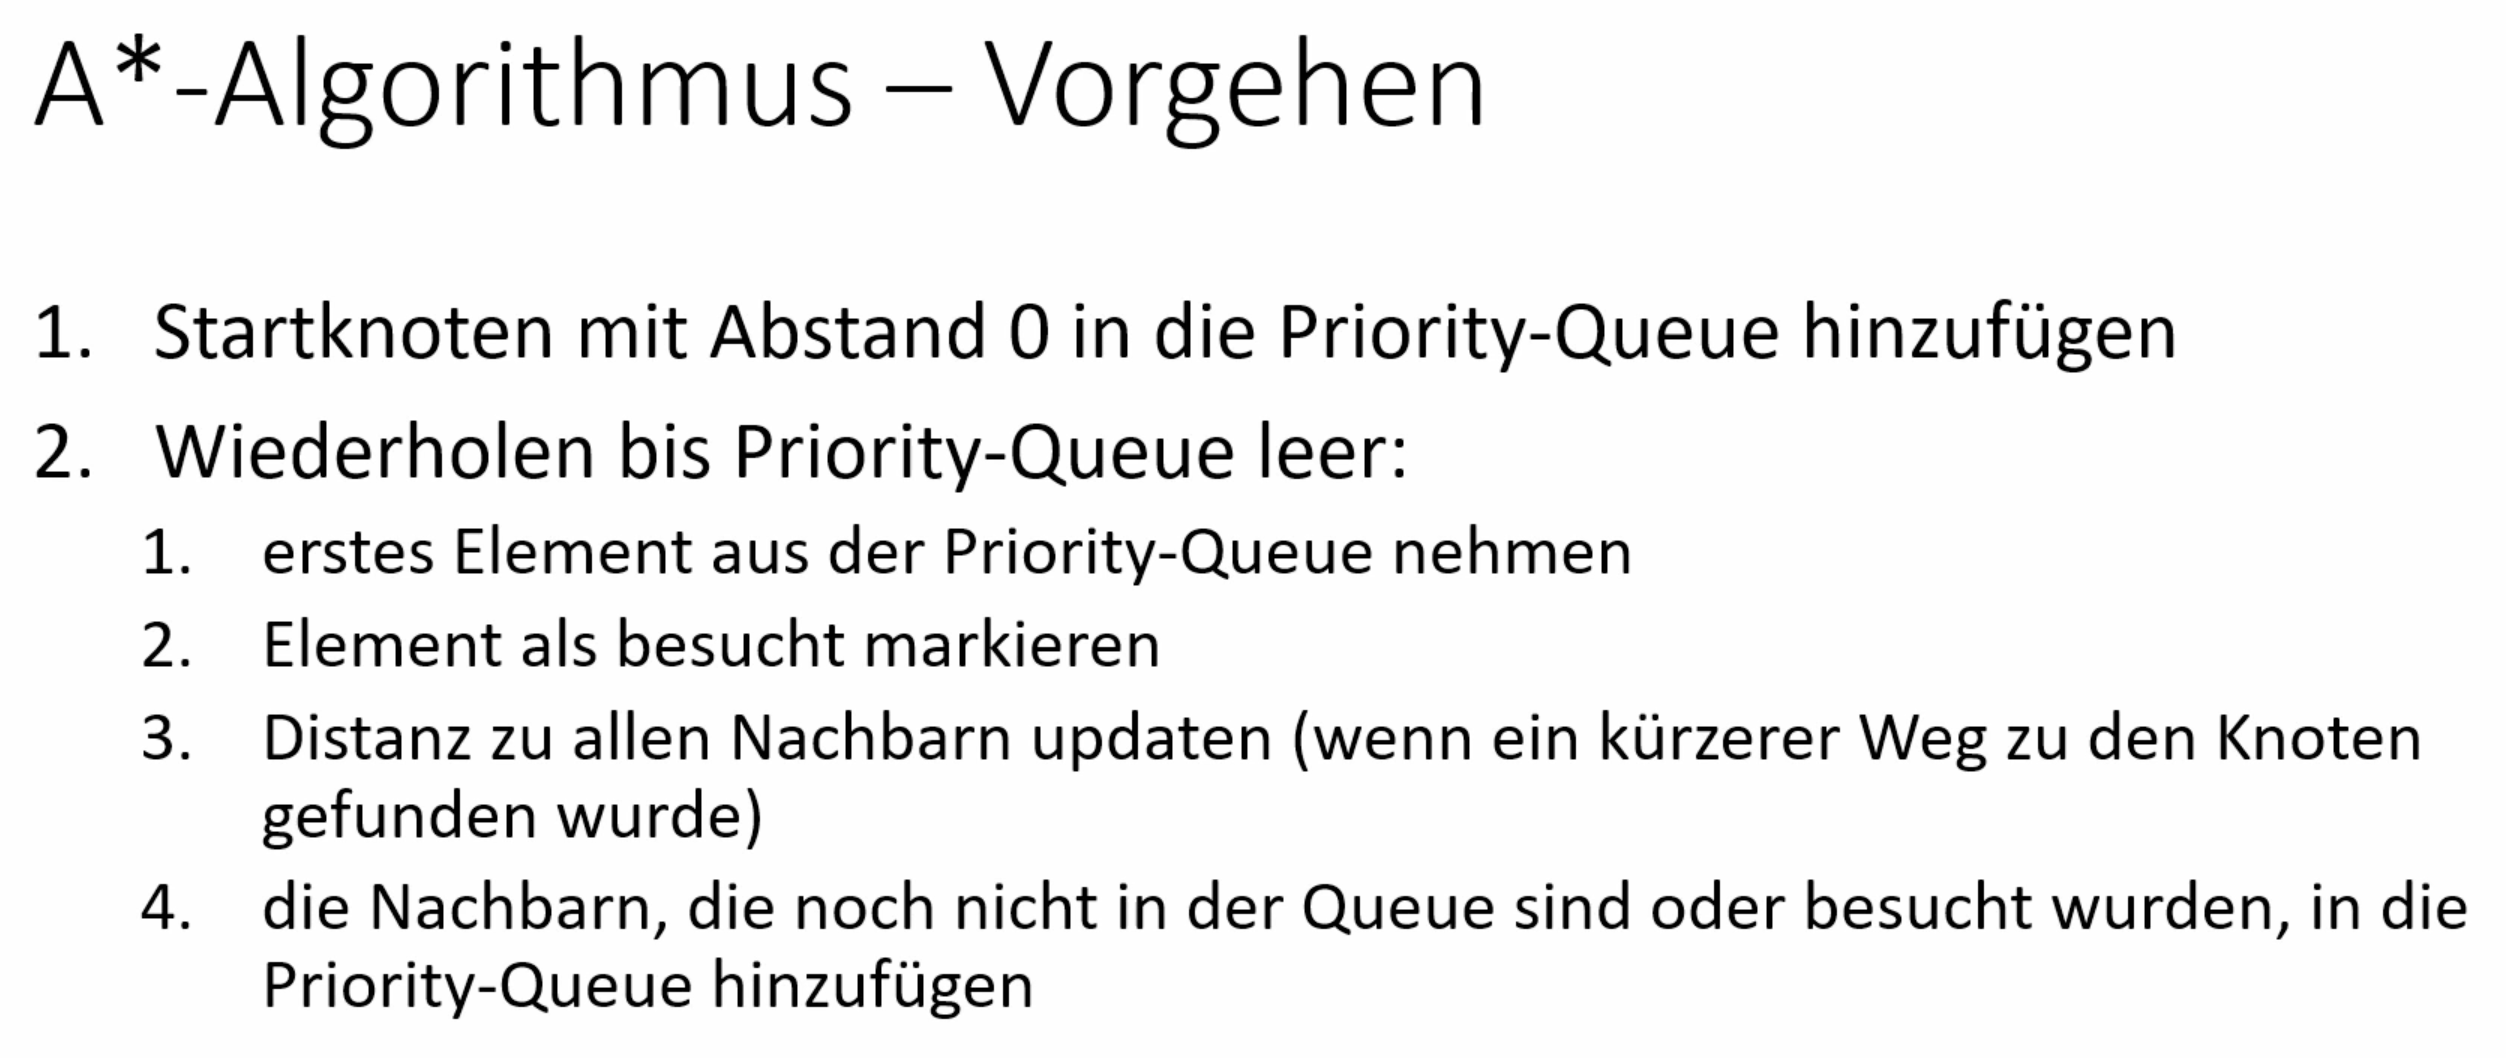 A*-Algorithmus – Vorgehen
1. Startknoten mit Abstand 0 in die Priority-Queue hinzufügen
2. Wiederholen bis Priority-Queue leer:
1. erstes Element aus der Priority-Queue nehmen
2. Element als besucht markieren
3. Distanz zu allen Nachbarn updaten (wenn ein kürzerer Weg zu den Knoten
gefunden wurde)
4. die Nachbarn, die noch nicht in der Queue sind oder besucht wurden, in die
Priority-Queue hinzufügen